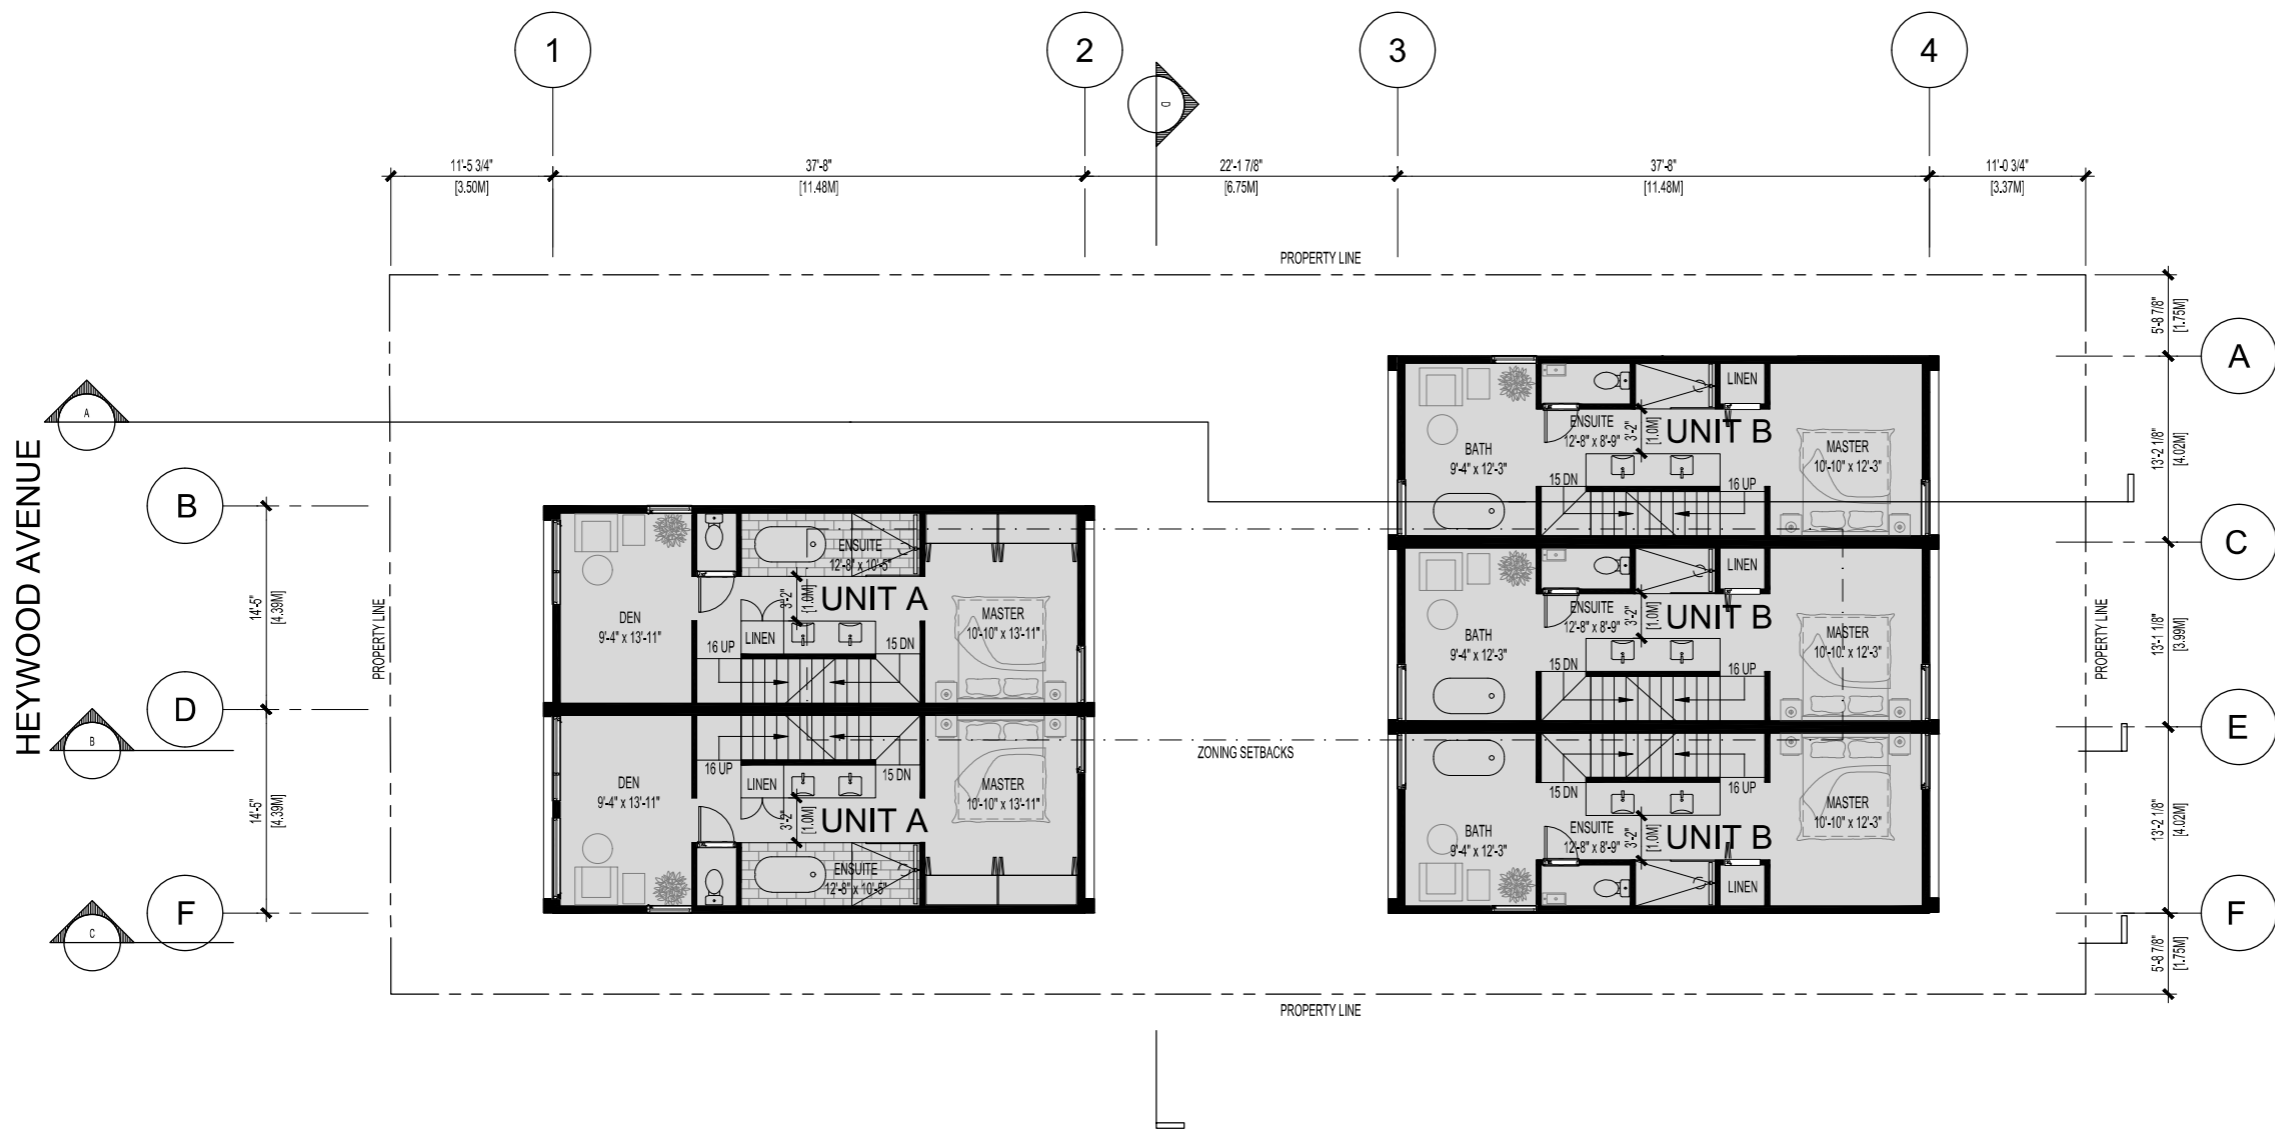 1
2
3
4
D
11'-5 3/4"
[3.50M]
37'-8"
[11.48M]
22'-1 7/8"
[6.75M]
37'-8"
[11.48M]
11'-0 3/4"
[3.37M]
PROPERTY LINE
5'-8 7/8"
[1.75M]
A
13'-2 1/8"
[4.02M]
C
13'-1 1/8"
[3.99M]
E
13'-2 1/8"
[4.02M]
F
5'-8 7/8"
[1.75M]
PROPERTY LINE
HEYWOOD AVENUE
A
B
14'-5"
[4.39M]
D
B
14'-5"
[4.39M]
F
C
PROPERTY LINE
DEN
9'-4" x 13'-11"
ENSUITE
12'-8" x 10'-5"
3'-2"
[1.0M]
UNIT A
LINEN
16 UP
15 DN
MASTER
10'-10" x 13'-11"
16 UP
15 DN
DEN
9'-4" x 13'-11"
LINEN
3'-2"
[1.0M]
UNIT A
MASTER
10'-10" x 13'-11"
ENSUITE
12'-8" x 10'-5"
ZONING SETBACKS
LINEN
ENSUITE
12'-8" x 8'-9"
3'-2"
[1.0M]
UNIT B
BATH
9'-4" x 12'-3"
MASTER
10'-10" x 12'-3"
15 DN
16 UP
LINEN
ENSUITE
12'-8" x 8'-9"
3'-2"
[1.0M]
UNIT B
BATH
9'-4" x 12'-3"
MASTER
10'-10" x 12'-3"
15 DN
16 UP
15 DN
16 UP
BATH
9'-4" x 12'-3"
ENSUITE
12'-8" x 8'-9"
3'-2"
[1.0M]
UNIT B
MASTER
10'-10" x 12'-3"
LINEN
PROPERTY LINE